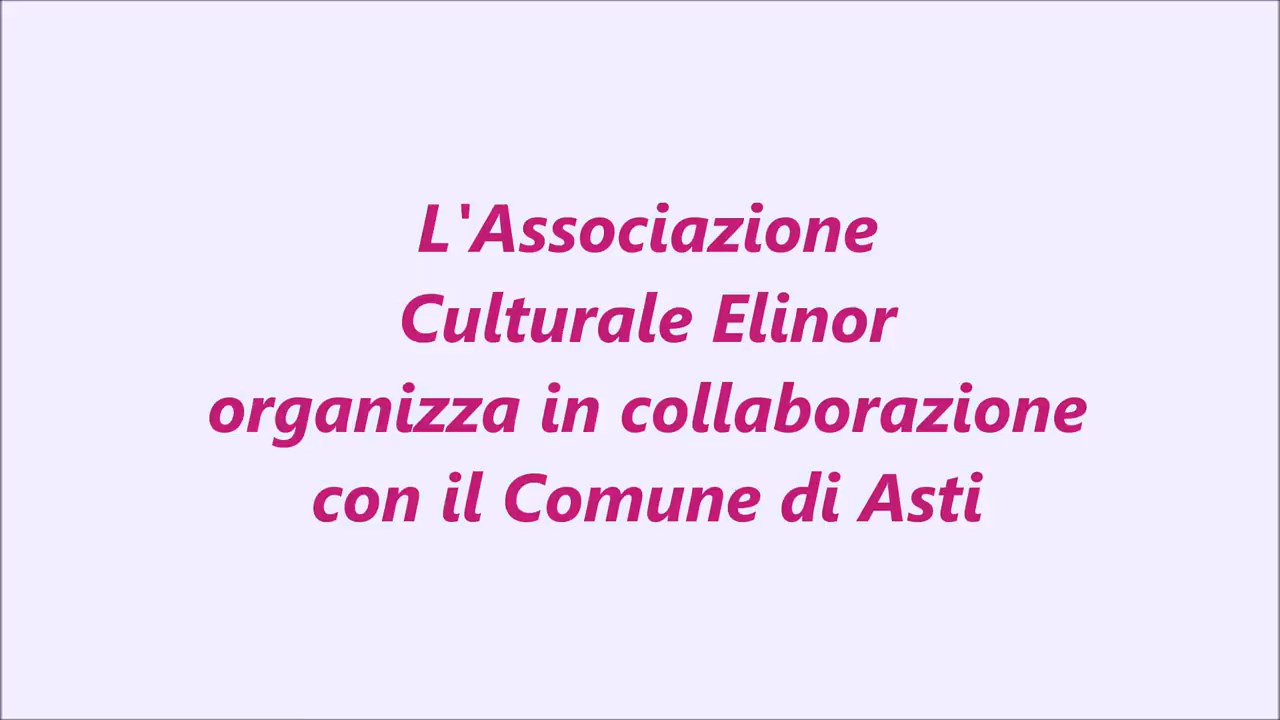 L'Associazione
Culturale Elinor
organizza in collaborazione
con il Comune di Asti